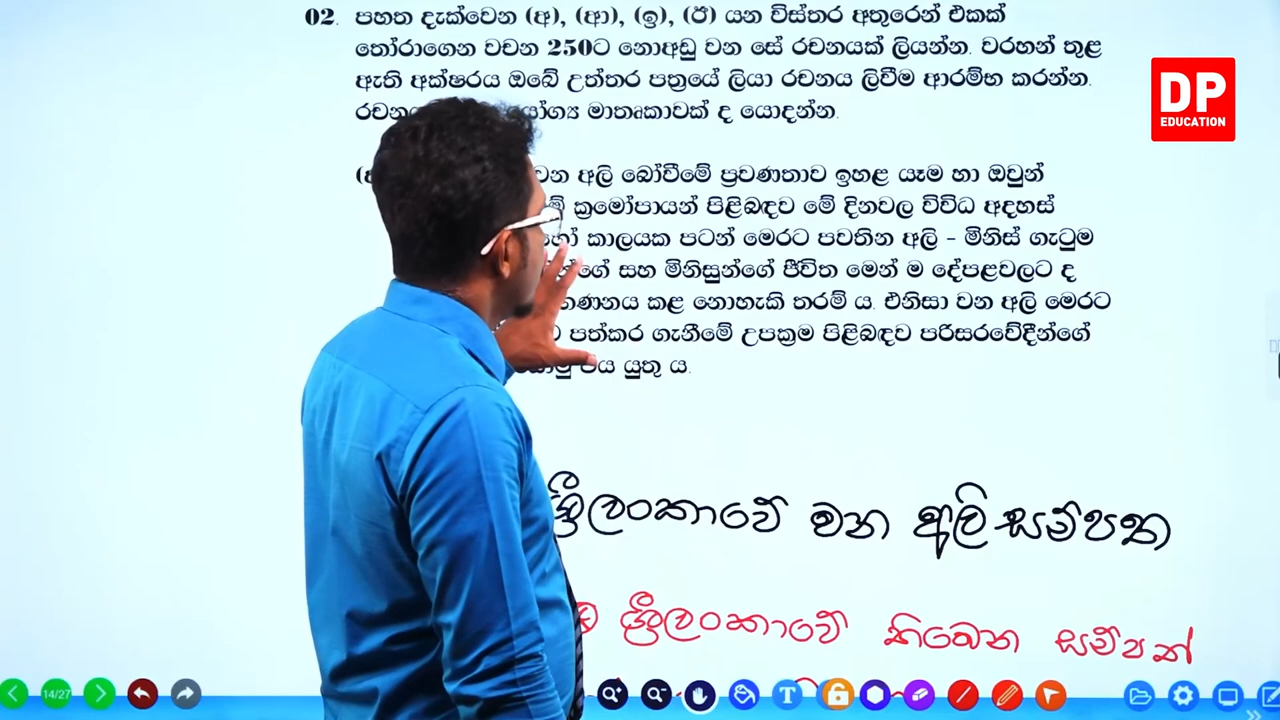 02. පහත දැක්වෙන (අ), (ආ), (ඉ), (ඊ) යන විස්තර අතුරෙන් එකක්
තෝරාගෙන වචන 250ට නොඅඩු වන සේ රචනයක් ලියන්න. වරහන් තුළ
ඇති අක්ෂරය ඔබේ උත්තර පත්‍රයේ ලියා රචනය ලිවීම ආරම්භ කරන්න.
මාතෘකාවක් ද යොදන්න.
DP
EDUCATION
අලි බෝවීමේ ප්‍රවණතාව ඉහළ යෑම හා ඔවුන්
ක්‍රමෝපායන් පිළිබඳව මේ දිනවල විවිධ අදහස්
කාලයක පටන් මෙරට පවතින අලි - මිනිස් ගැටුම
සහ මිනිසුන්ගේ ජීවිත මෙන් ම දේපළවලට ද
කළ නොහැකි තරම් ය. එනිසා වන අලි මෙරට
පත්කර ගැනීමේ උපක්‍රම පිළිබඳව පරිසරවේදීන්ගේ
යුතු ය.
ශ්‍රීලංකාවේ වන අලි සම්පත
ශ්‍රීලංකාවේ තිබෙන සම්පත්
14/27